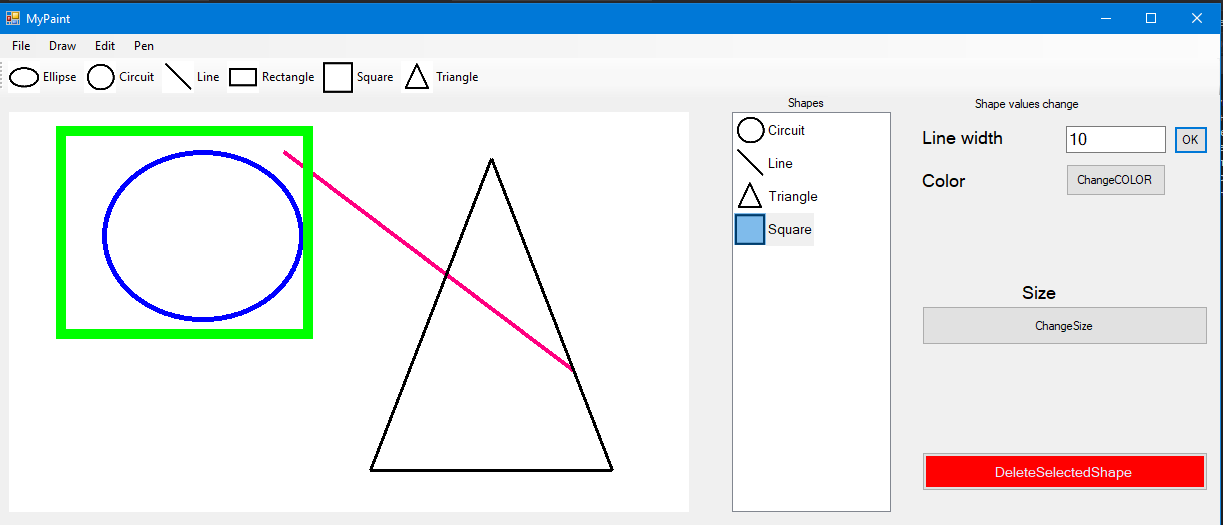 MyPaint
File Draw Edit Pen
Ellipse Circuit Line Rectangle Square Triangle
Shapes
Circuit
Line
Triangle
Square
Shape values change
Line width 10 OK
Color ChangeCOLOR
Size
ChangeSize
DeleteSelectedShape